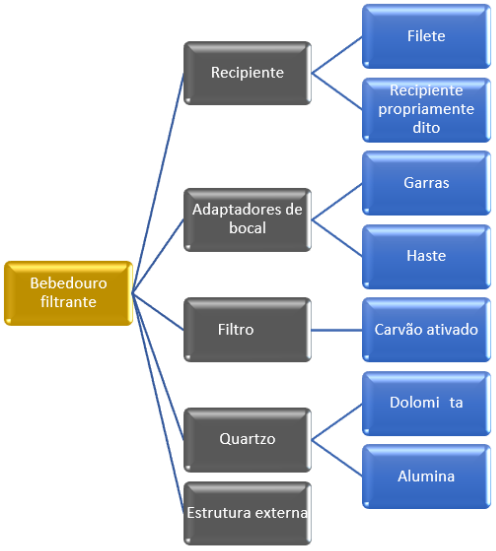 Bebedouro
filtrante
Recipiente
Filete
Recipiente
propriamente
dito
Adaptadores de
bocal
Garras
Haste
Filtro
Carvão ativado
Quartzo
Dolomi ta
Alumina
Estrutura externa